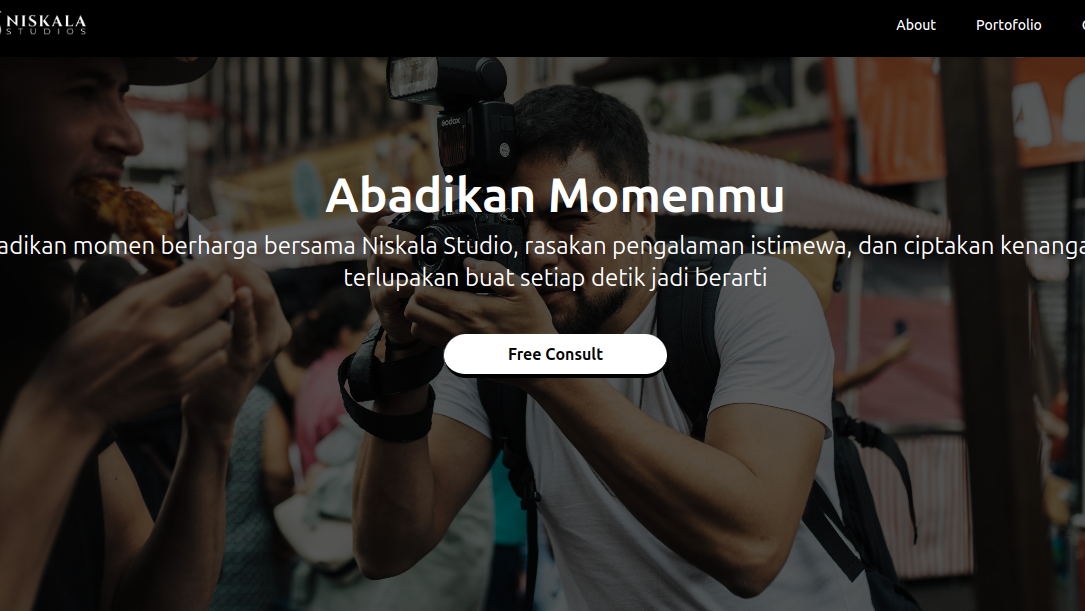 NISKALA
STUDIOS
About
Portofolio
godox
Abadikan Momenmu
adikan momen berharga bersama Niskala Studio, rasakan pengalaman istimewa, dan ciptakan kenanga
terlupakan buat setiap detik jadi berarti
Free Consult